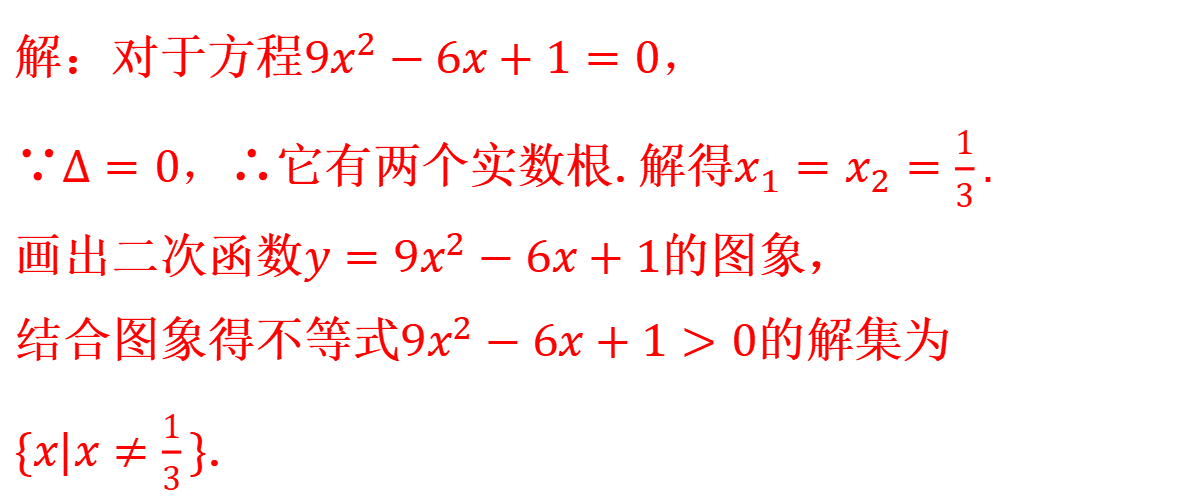 解：对于方程9x² − 6x + 1 = 0，
∵Δ = 0，∴它有两个实数根. 解得x₁ = x₂ = 1/3.
画出二次函数y = 9x² − 6x + 1的图象，
结合图象得不等式9x² − 6x + 1 > 0的解集为
{x|x ≠ 1/3}.